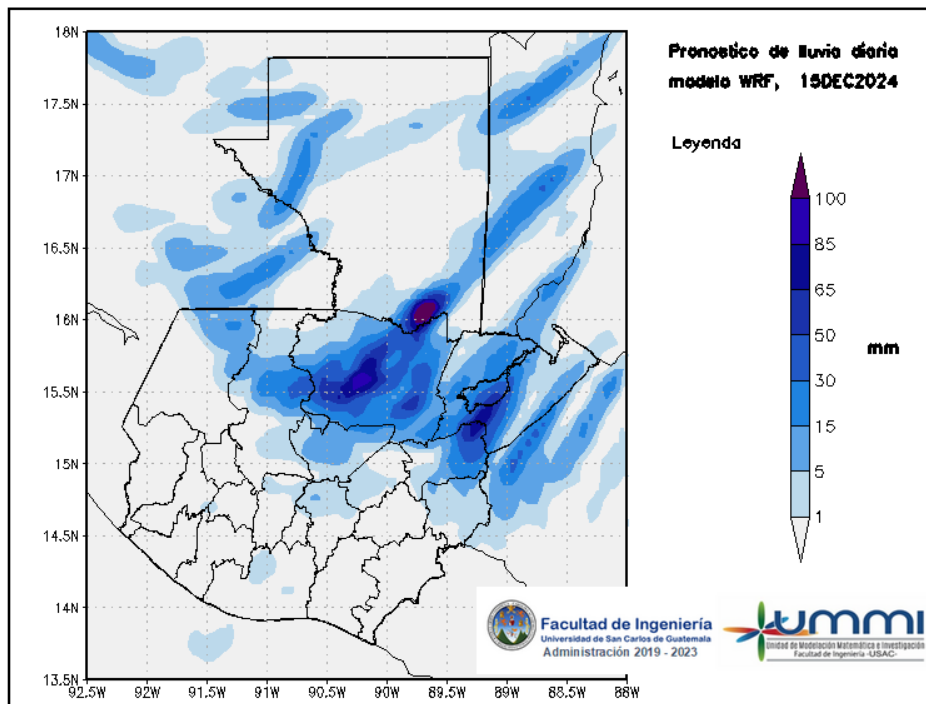 Pronostico de lluvia diaria
modelo WRF, 15DEC2024
Leyenda
100
85
65
50
30
15
5
1
mm
18N
17.5N
17N
16.5N
16N
15.5N
15N
14.5N
14N
13.5N
92.5W
92W
91.5W
91W
90.5W
90W
89.5W
89W
88.5W
88W
Facultad de Ingeniería
Universidad de San Carlos de Guatemala
Administración 2019 - 2023
ummi
Unidad de Modelación Matemática e Investigación
Facultad de Ingeniería -USAC-